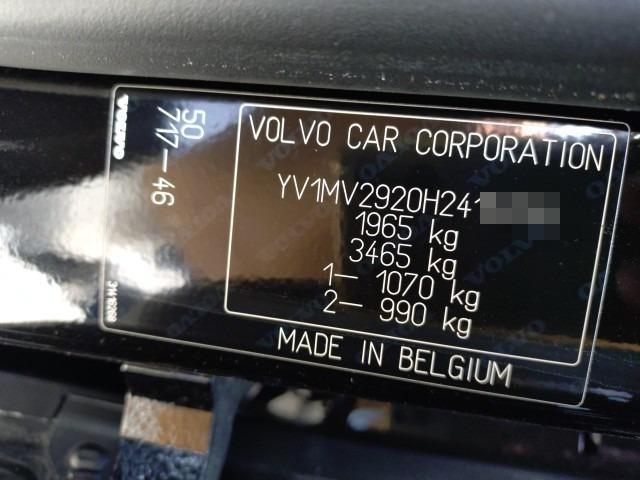 VOLVO
50
717-46
VOLVO CAR CORPORATION
YV1MV2920H241
1965 kg
3465 kg
1- 1070 kg
2- 990 kg
MADE IN BELGIUM